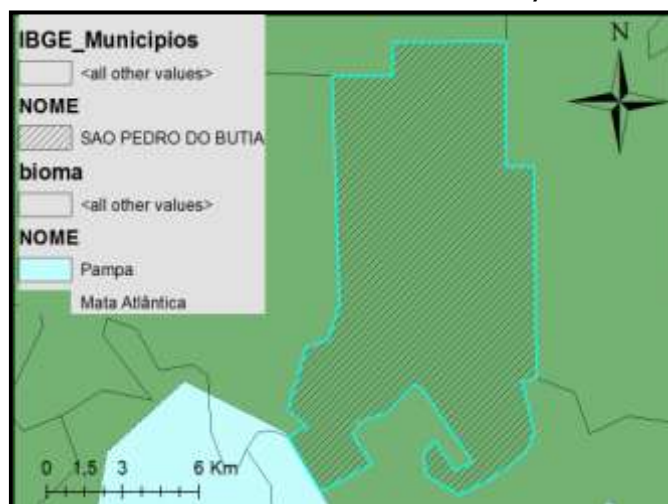 IBGE_Municipios
<all other values>
NOME
SAO PEDRO DO BUTIA
bioma
<all other values>
NOME
Pampa
Mata Atlântica
N
0 1,5 3 6 Km